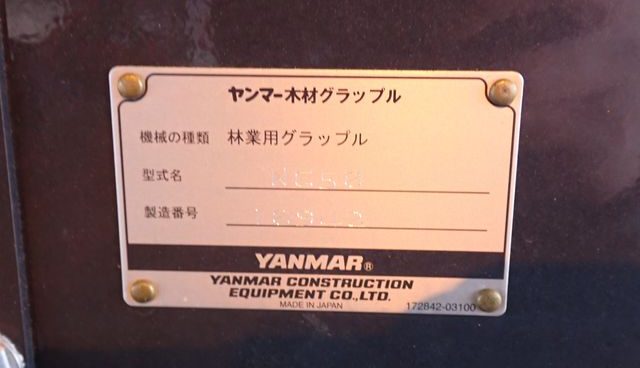 ヤンマー木材グラップル
機械の種類 林業用グラップル
型式名
製造番号
YANMAR®
YANMAR CONSTRUCTION
EQUIPMENT CO.,LTD.
MADE IN JAPAN
172842-03100